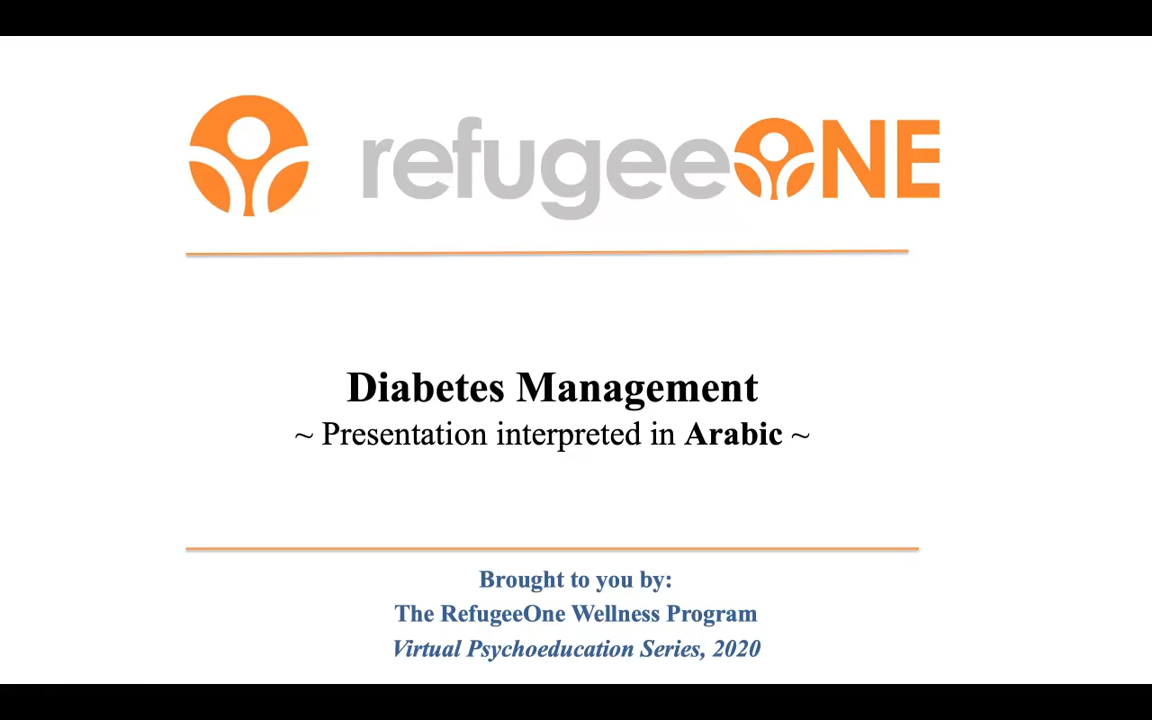 refugeeONE
Diabetes Management
~ Presentation interpreted in Arabic ~
Brought to you by:
The RefugeeOne Wellness Program
Virtual Psychoeducation Series, 2020